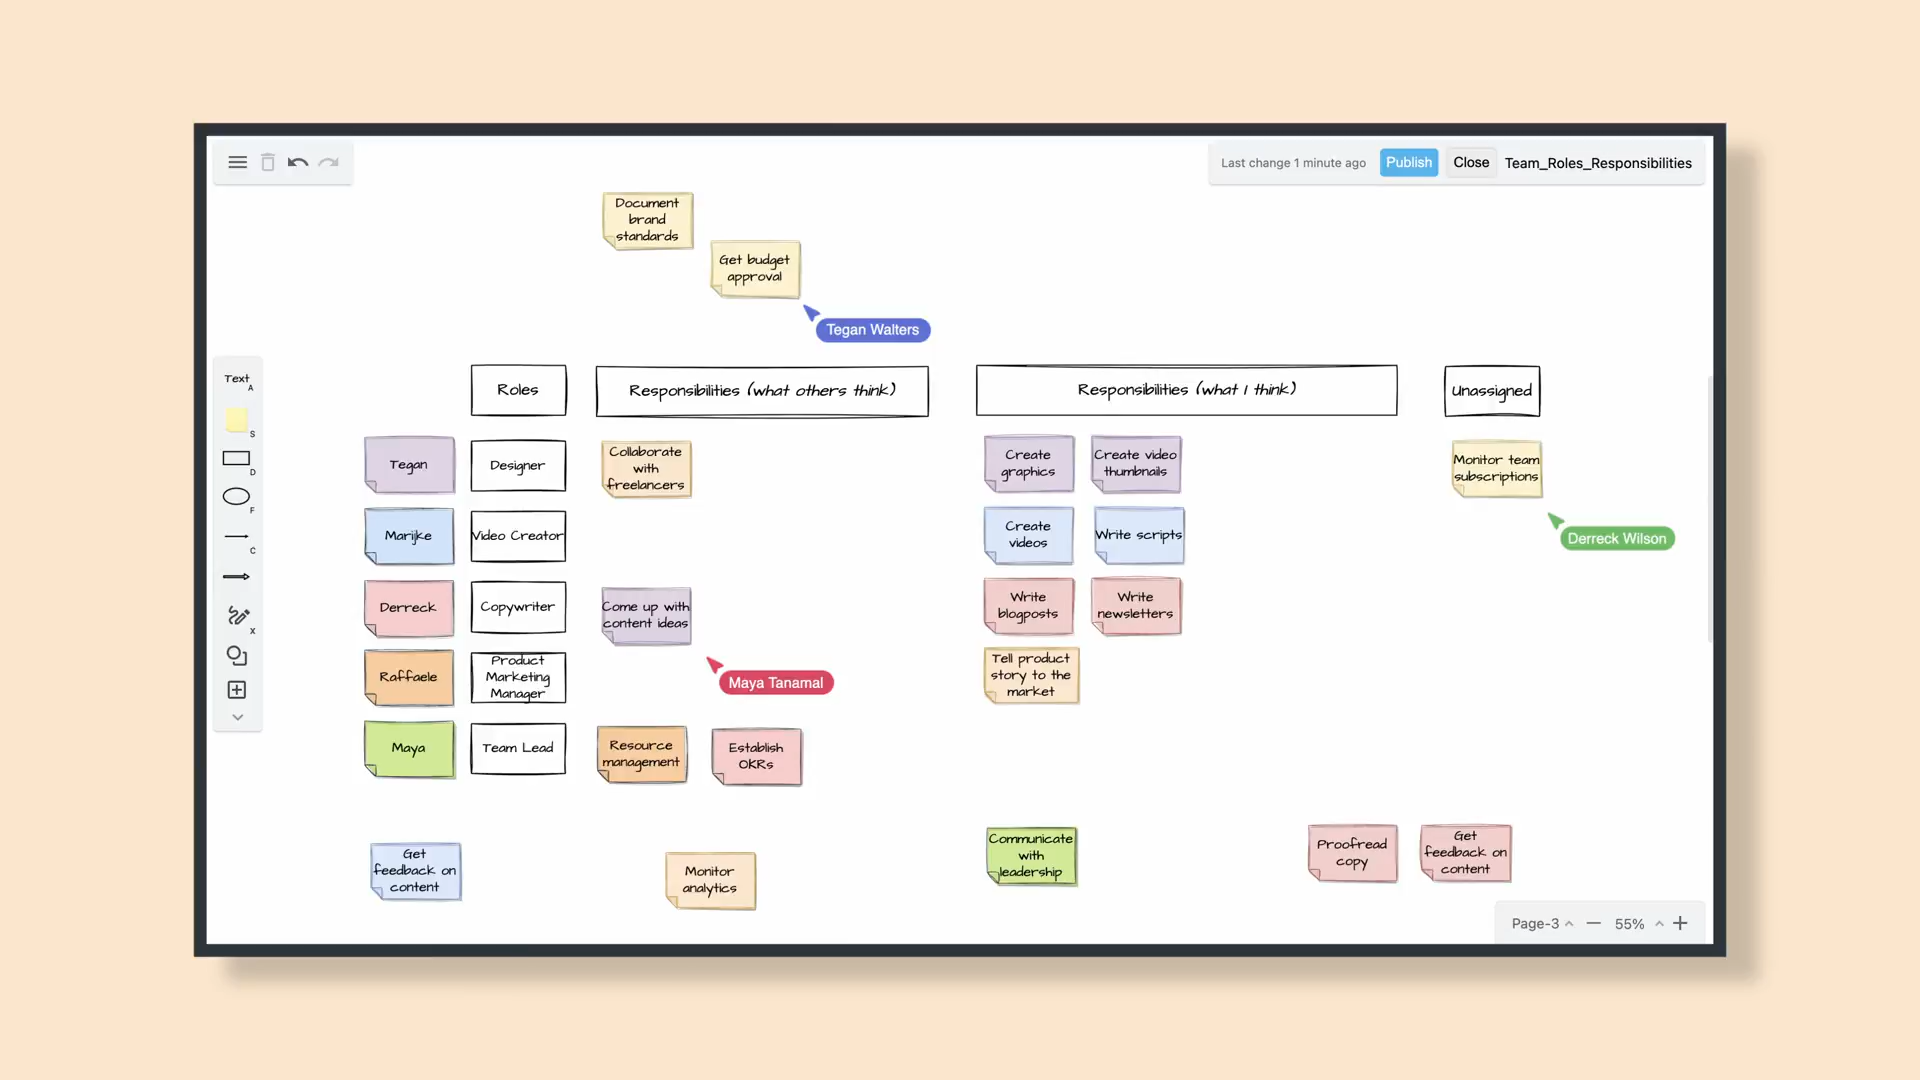 Last change 1 minute ago
Publish
Close
Team_Roles_Responsibilities
Document
brand
standards
Get budget
approval
Tegan Walters
Text
A
S
D
F
C
X
Roles
Responsibilities (what others think)
Responsibilities (what I think)
Unassigned
Tegan
Designer
Collaborate
with
freelancers
Create
graphics
Create video
thumbnails
Monitor team
subscriptions
Derreck Wilson
Marijke
Video Creator
Create
videos
Write scripts
Derreck
Copywriter
Come up with
content ideas
Write
blogposts
Write
newsletters
Maya Tanamal
Raffaele
Product
Marketing
Manager
Tell product
story to the
market
Maya
Team Lead
Resource
management
Establish
OKRs
Get
feedback on
content
Monitor
analytics
Communicate
with
leadership
Proofread
copy
Get
feedback on
content
Page-3
55%